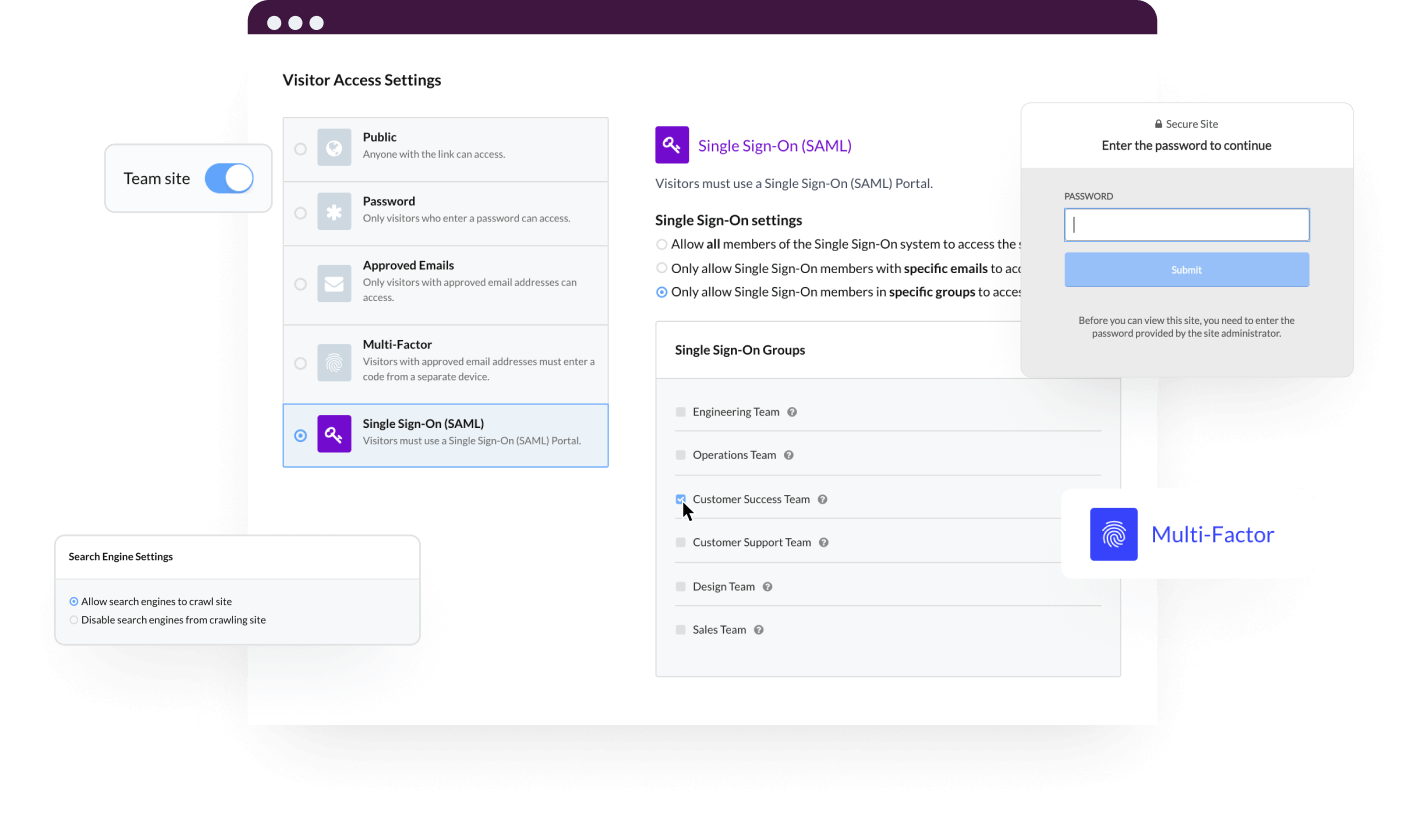 Visitor Access Settings
Team site
Public
Anyone with the link can access.
Password
Only visitors who enter a password can access.
Approved Emails
Only visitors with approved email addresses can
access.
Multi-Factor
Visitors with approved email addresses must enter a
code from a separate device.
Single Sign-On (SAML)
Visitors must use a Single Sign-On (SAML) Portal.
Single Sign-On (SAML)
Visitors must use a Single Sign-On (SAML) Portal.
Single Sign-On settings
Allow all members of the Single Sign-On system to access the
Only allow Single Sign-On members with specific emails to
Only allow Single Sign-On members in specific groups to
Single Sign-On Groups
Engineering Team
Operations Team
Customer Success Team
Customer Support Team
Design Team
Sales Team
Secure Site
Enter the password to continue
PASSWORD
Submit
Before you can view this site, you need to enter the
password provided by the site administrator.
Multi-Factor
Search Engine Settings
Allow search engines to crawl site
Disable search engines from crawling site